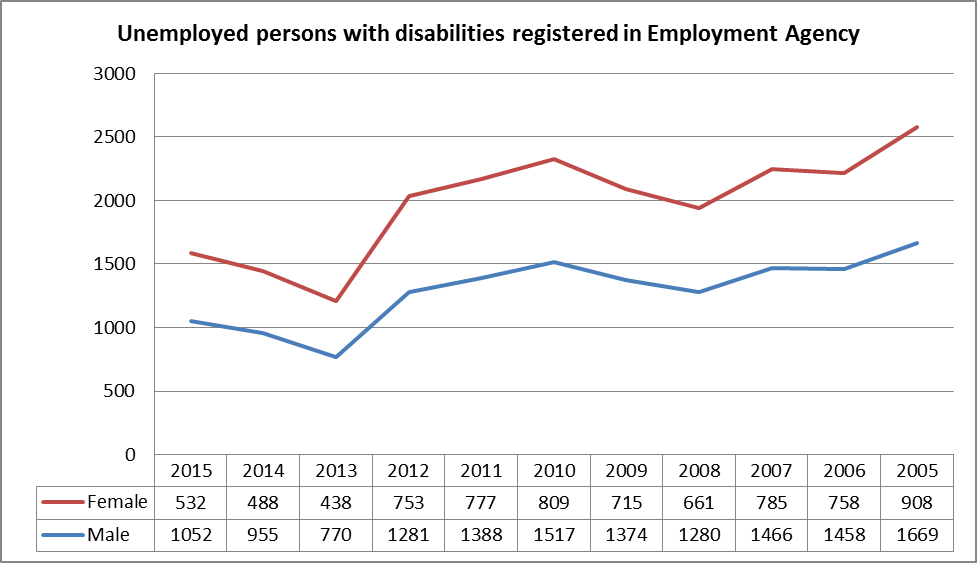 Unemployed persons with disabilities registered in Employment Agency
3000
2500
2000
1500
1000
500
0
2015 2014 2013 2012 2011 2010 2009 2008 2007 2006 2005
Female 532 488 438 753 777 809 715 661 785 758 908
Male 1052 955 770 1281 1388 1517 1374 1280 1466 1458 1669